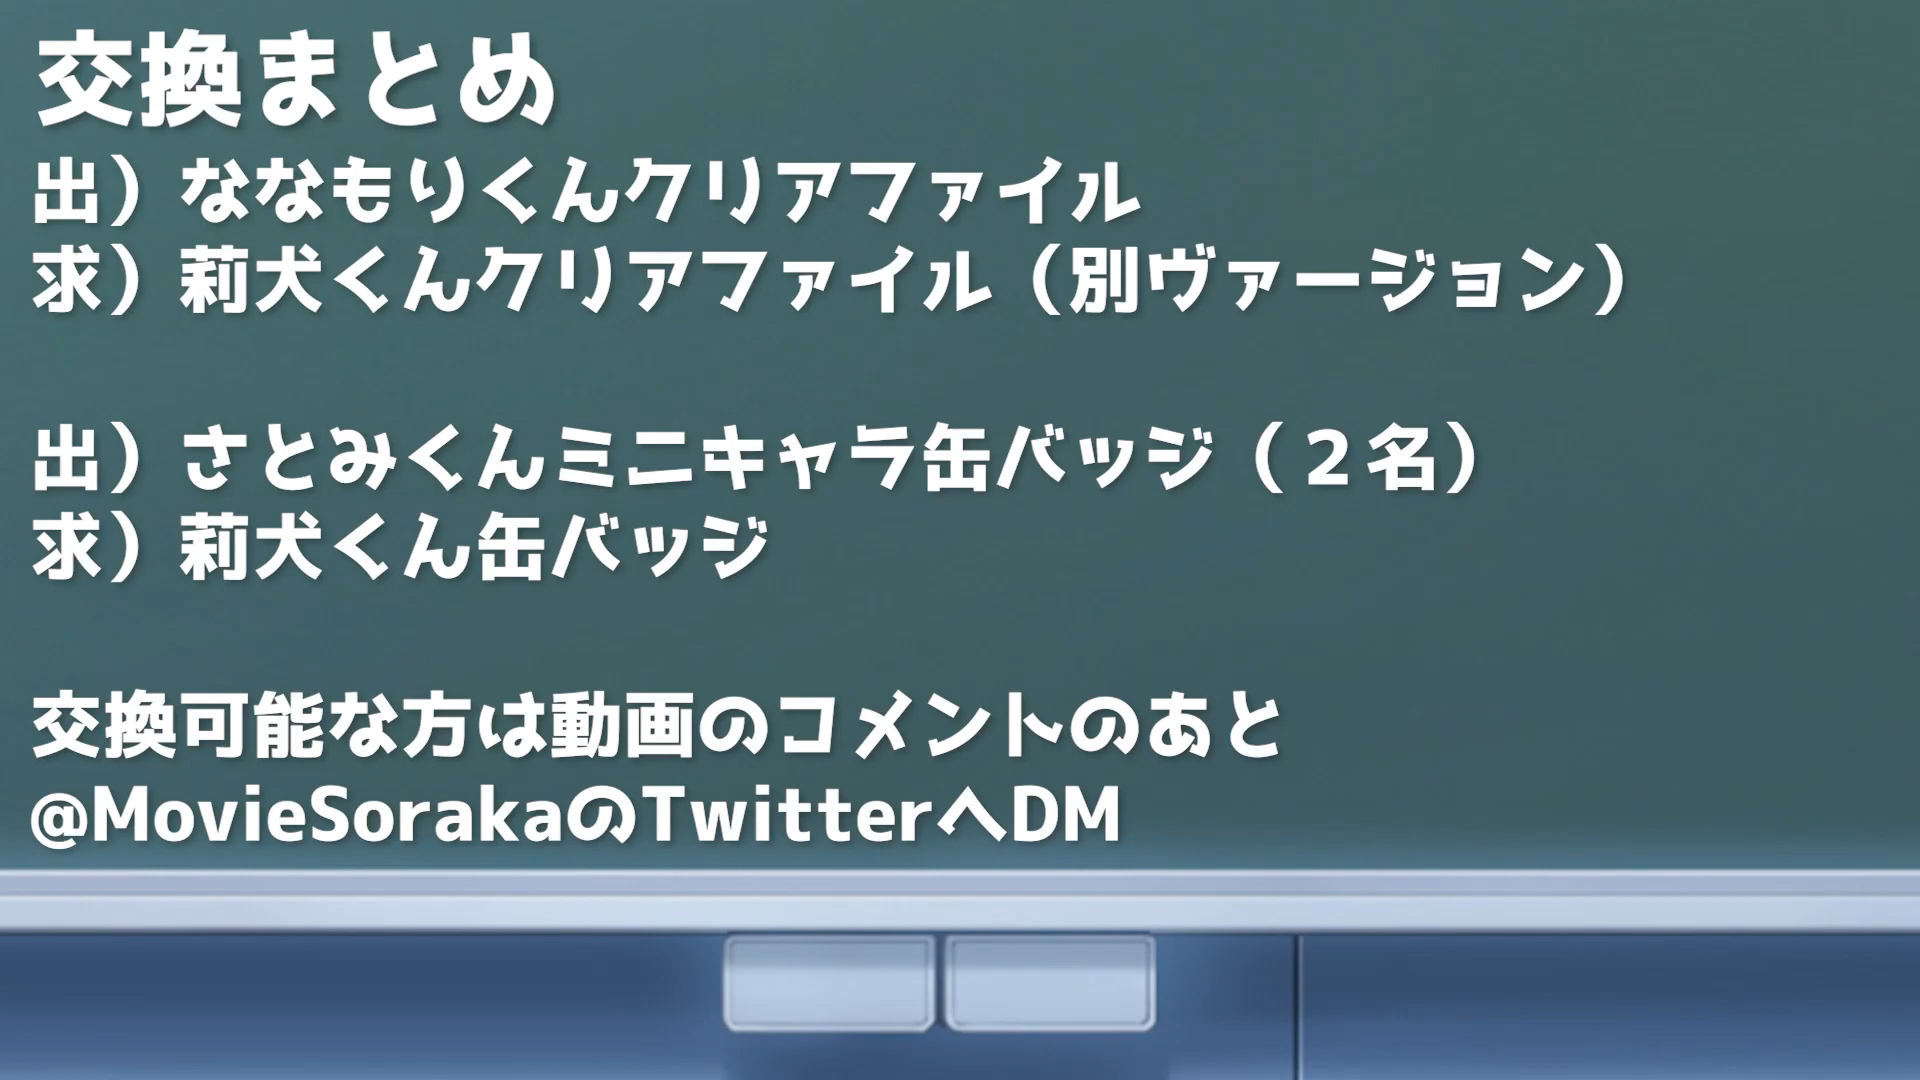 交換まとめ
出）ななもりくんクリアファイル
求）莉犬くんクリアファイル（別ヴァージョン）
出）さとみくんミニキャラ缶バッジ（２名）
求）莉犬くん缶バッジ
交換可能な方は動画のコメントのあと
@MovieSorakaのTwitterへDM